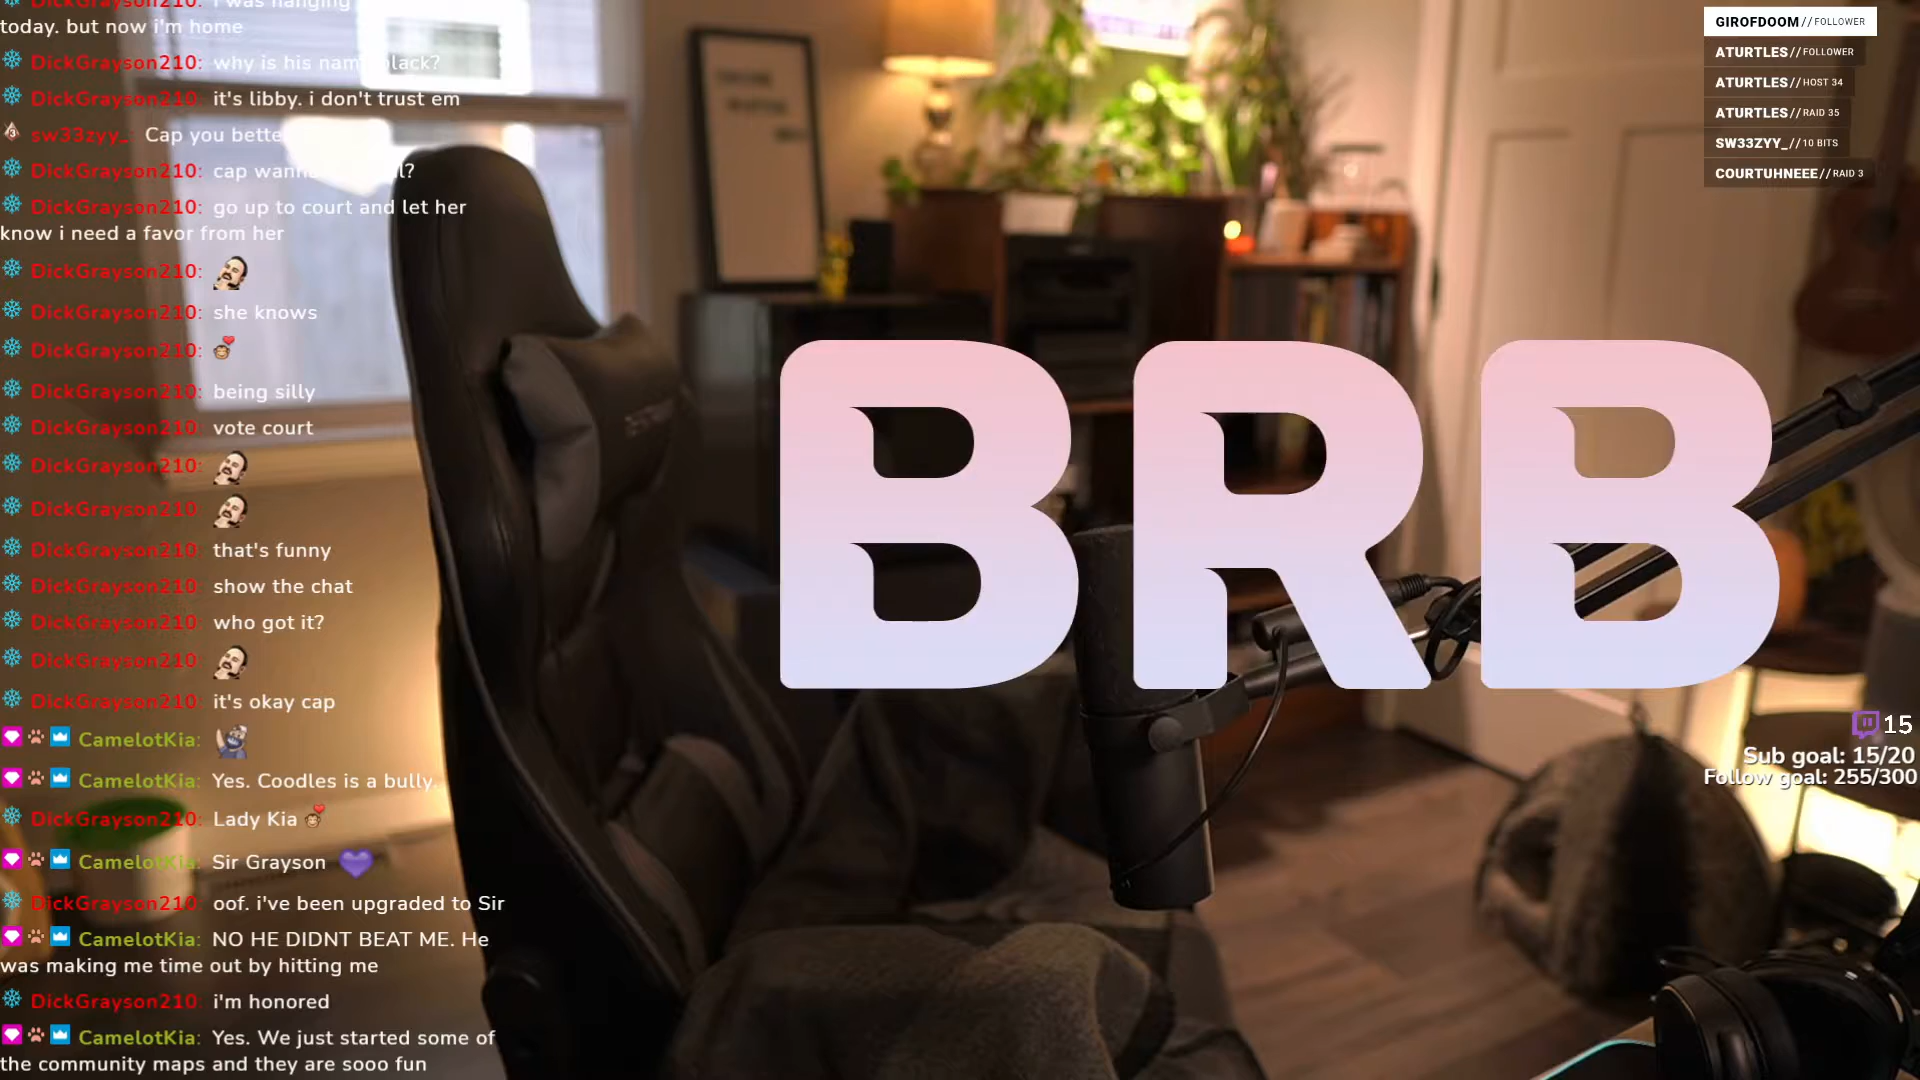 DickGrayson210: i was hanging
today. but now i'm home
DickGrayson210: why is his name black?
DickGrayson210: it's libby. i don't trust em
sw33zyy_: Cap you bette
DickGrayson210: cap wann
DickGrayson210: go up to court and let her
know i need a favor from her
DickGrayson210:
DickGrayson210: she knows
DickGrayson210:
DickGrayson210: being silly
DickGrayson210: vote court
DickGrayson210:
DickGrayson210:
DickGrayson210: that's funny
DickGrayson210: show the chat
DickGrayson210: who got it?
DickGrayson210:
DickGrayson210: it's okay cap
CamelotKia:
CamelotKia: Yes. Coodles is a bully.
DickGrayson210: Lady Kia
CamelotKia: Sir Grayson
DickGrayson210: oof. i've been upgraded to Sir
CamelotKia: NO HE DIDNT BEAT ME. He
was making me time out by hitting me
DickGrayson210: i'm honored
CamelotKia: Yes. We just started some of
the community maps and they are sooo fun
BRB
GIROFDOOM//FOLLOWER
ATURTLES//FOLLOWER
ATURTLES//HOST 34
ATURTLES//RAID 35
SW33ZYY_//10 BITS
COURTUHNEEE//RAID 3
15
Sub goal: 15/20
Follow goal: 255/300